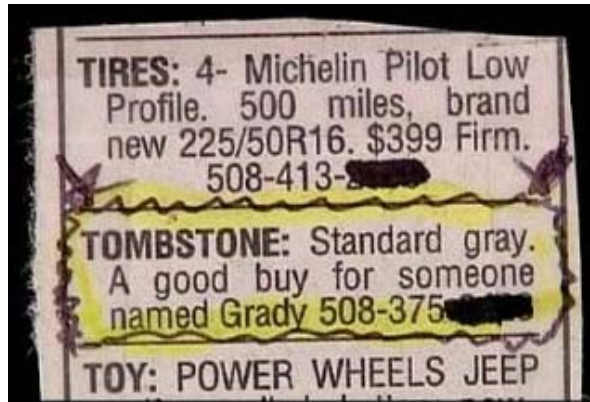 TIRES: 4- Michelin Pilot Low
Profile. 500 miles, brand
new 225/50R16. $399 Firm.
508-413-
TOMBSTONE: Standard gray.
A good buy for someone
named Grady 508-375
TOY: POWER WHEELS JEEP